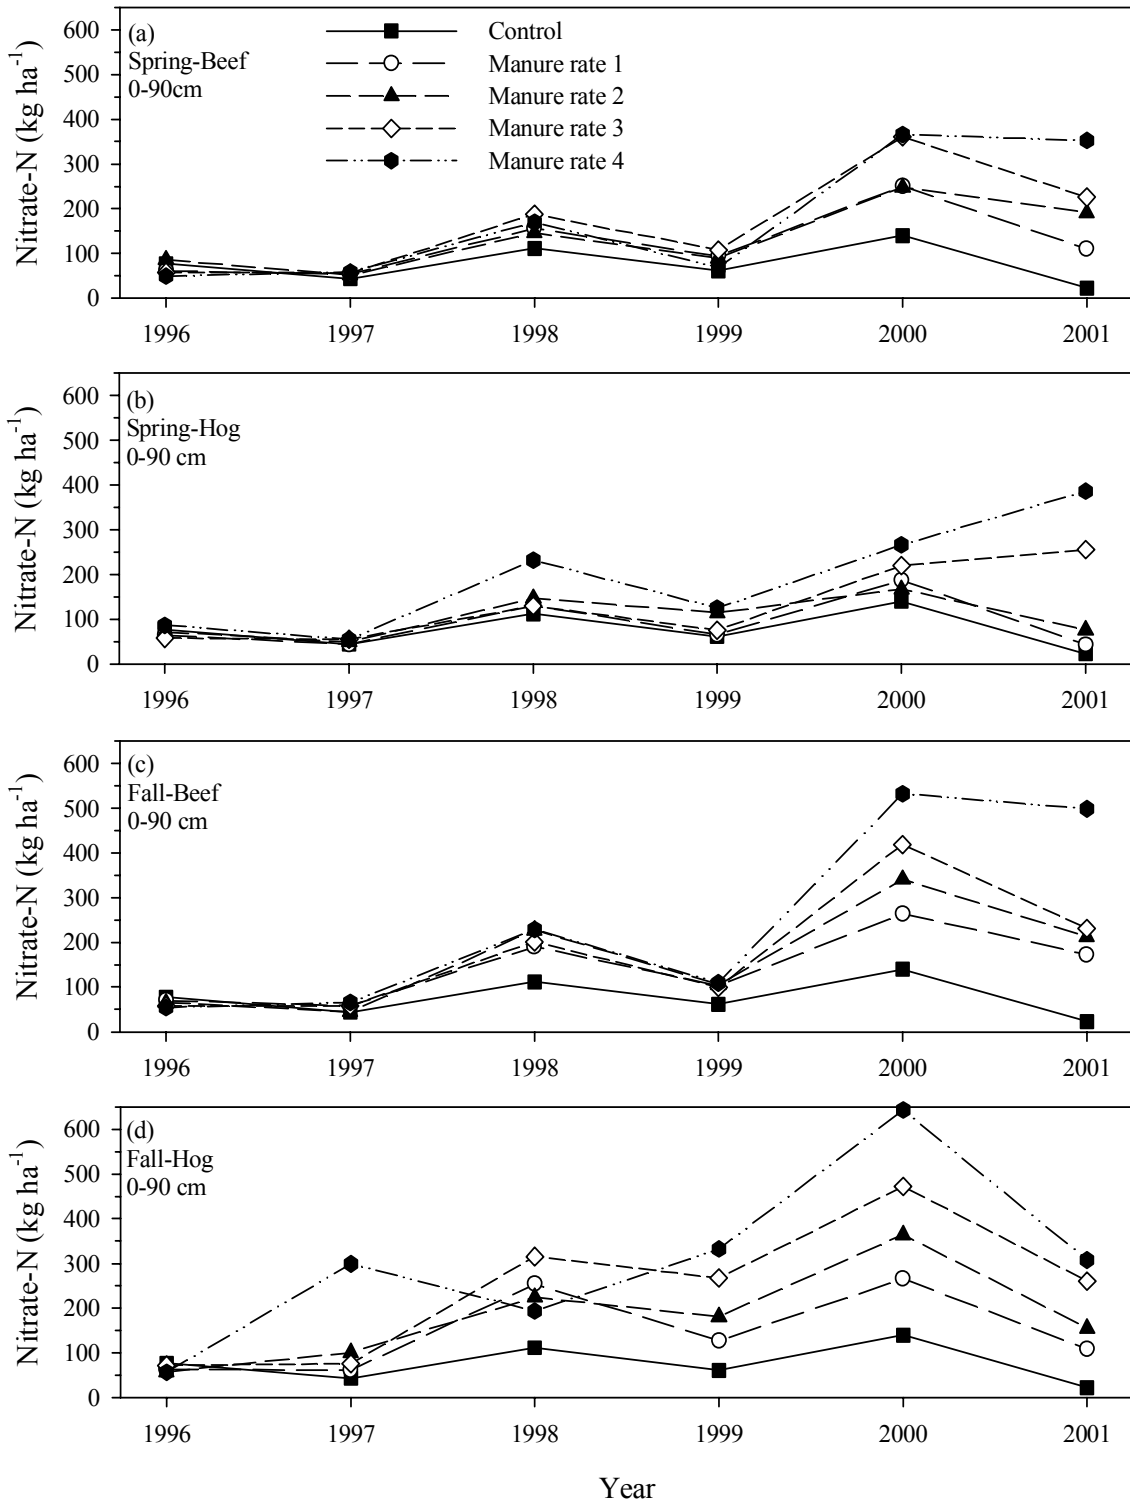 (a)
Spring-Beef
0-90cm
Control
Manure rate 1
Manure rate 2
Manure rate 3
Manure rate 4
Nitrate-N (kg ha⁻¹)
600
500
400
300
200
100
0
1996 1997 1998 1999 2000 2001
(b)
Spring-Hog
0-90 cm
Nitrate-N (kg ha⁻¹)
600
500
400
300
200
100
0
1996 1997 1998 1999 2000 2001
(c)
Fall-Beef
0-90 cm
Nitrate-N (kg ha⁻¹)
600
500
400
300
200
100
0
1996 1997 1998 1999 2000 2001
(d)
Fall-Hog
0-90 cm
Nitrate-N (kg ha⁻¹)
600
500
400
300
200
100
0
1996 1997 1998 1999 2000 2001
Year